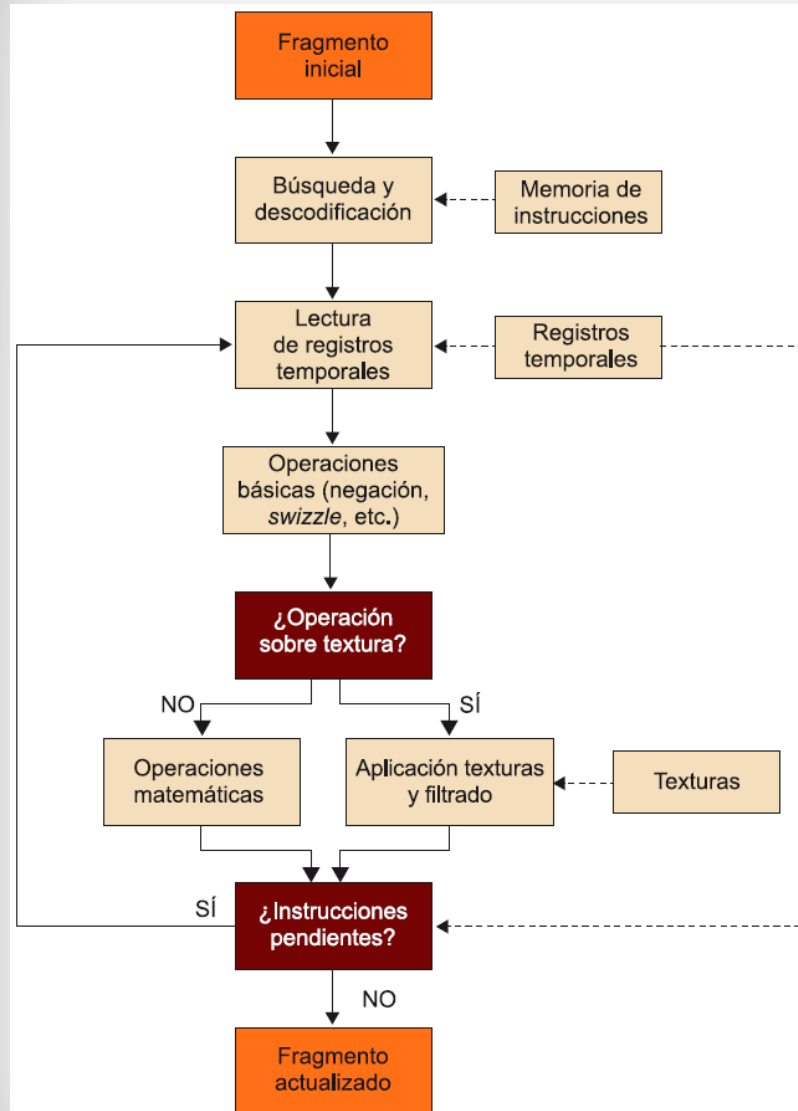 Fragmento
inicial
Búsqueda y
descodificación
Memoria de
instrucciones
Lectura
de registros
temporales
Registros
temporales
Operaciones
básicas (negación,
swizzle, etc.)
¿Operación
sobre textura?
NO
SÍ
Operaciones
matemáticas
Aplicación texturas
y filtrado
Texturas
SÍ
¿Instrucciones
pendientes?
NO
Fragmento
actualizado